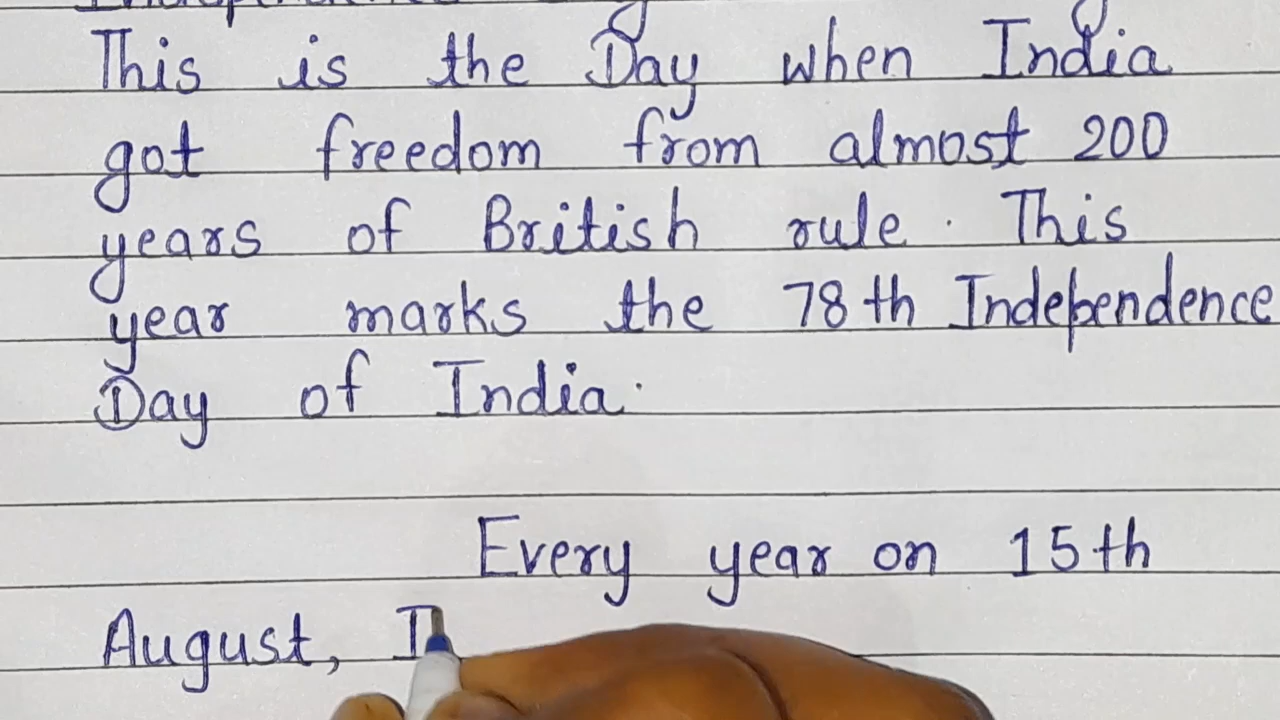 This is the Day when India
got freedom from almost 200
years of British rule. This
year marks the 78th Independence
Day of India.
Every year on 15th
August, I